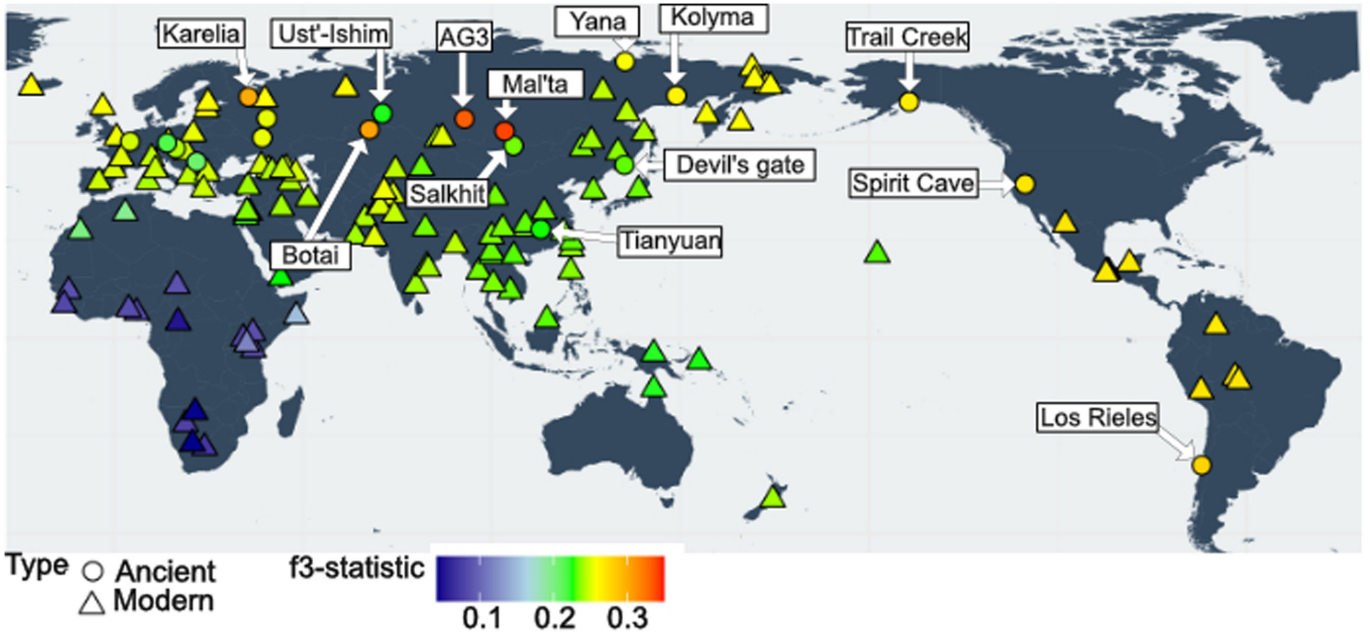 Yana
Kolyma
Karelia
Ust'-Ishim
AG3
Trail Creek
Mal'ta
Devil's gate
Salkhit
Spirit Cave
Tianyuan
Botai
Los Rieles
Type
Ancient
Modern
f3-statistic
0.1 0.2 0.3